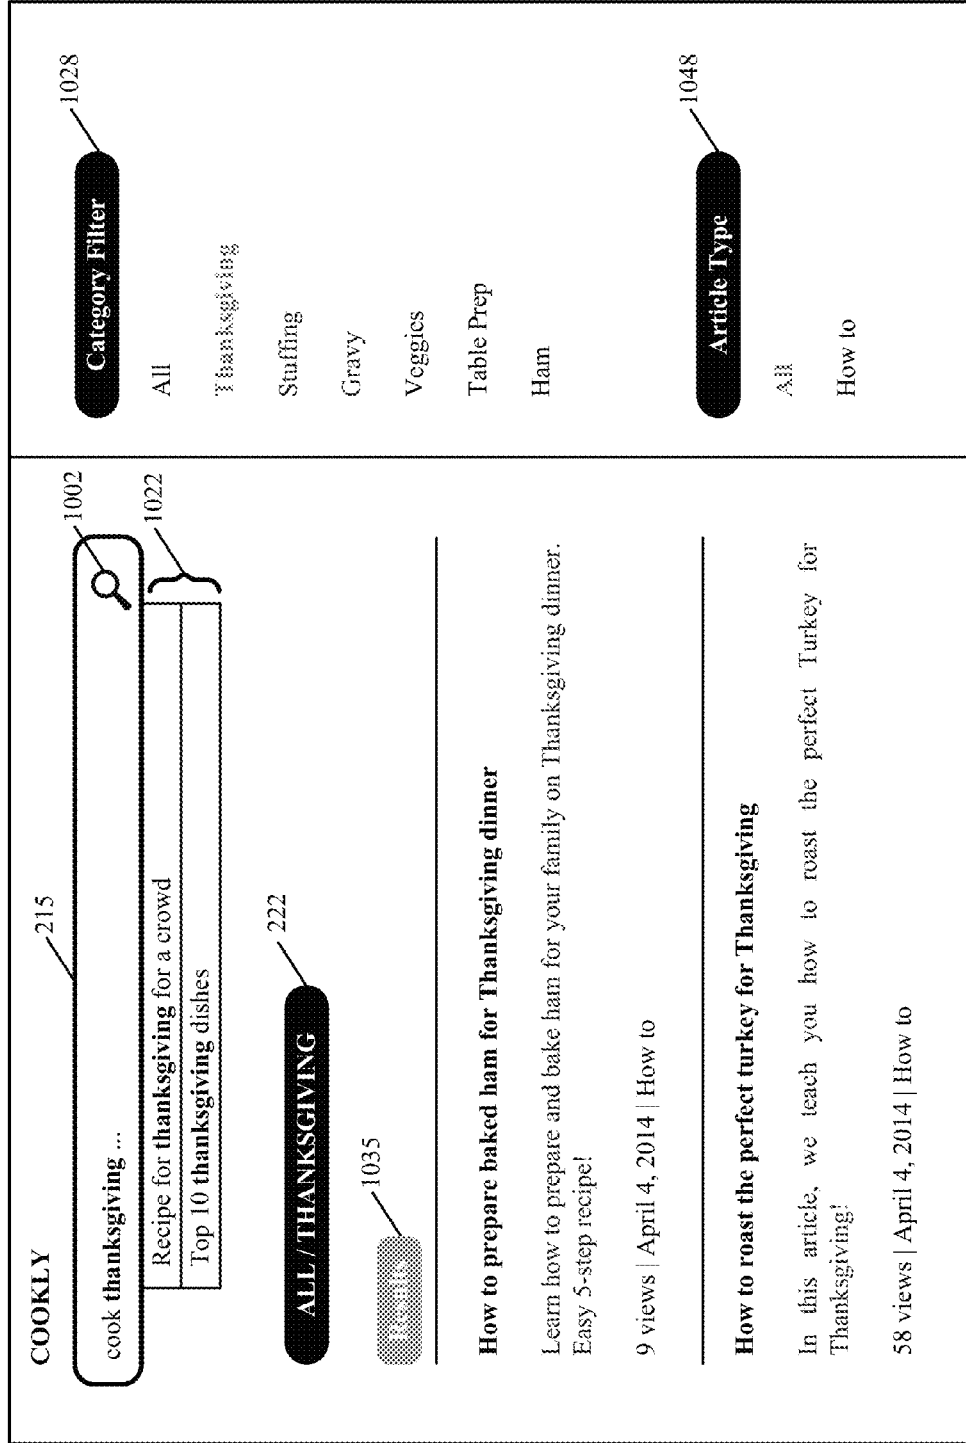 COOKLY
215
cook thanksgiving ...
1002
Recipe for thanksgiving for a crowd
Top 10 thanksgiving dishes
1022
ALL / THANKSGIVING
222
1035
How to prepare baked ham for Thanksgiving dinner
Learn how to prepare and bake ham for your family on Thanksgiving dinner.
Easy 5-step recipe!
9 views | April 4, 2014 | How to
How to roast the perfect turkey for Thanksgiving
In this article, we teach you how to roast the perfect Turkey for
Thanksgiving!
58 views | April 4, 2014 | How to
Category Filter
1028
All
Thanksgiving
Stuffing
Gravy
Veggies
Table Prep
Ham
Article Type
1048
All
How to